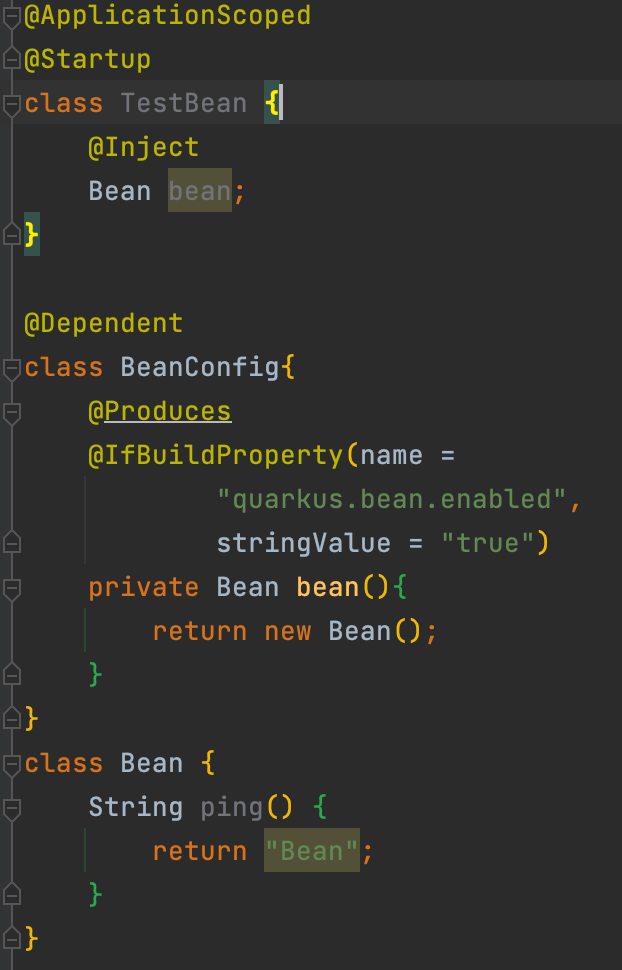 @ApplicationScoped
@Startup
class TestBean {
    @Inject
    Bean bean;
}
@Dependent
class BeanConfig{
    @Produces
    @IfBuildProperty(name =
            "quarkus.bean.enabled",
            stringValue = "true")
    private Bean bean(){
        return new Bean();
    }
}
class Bean {
    String ping() {
        return "Bean";
    }
}